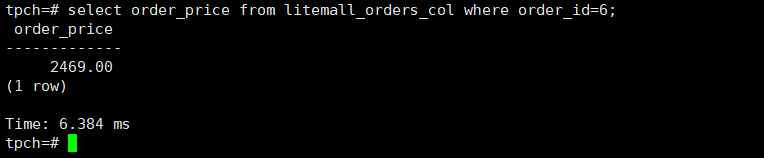 tpch=# select order_price from litemall_orders_col where order_id=6;
 order_price
-------------
     2469.00
(1 row)

Time: 6.384 ms
tpch=#